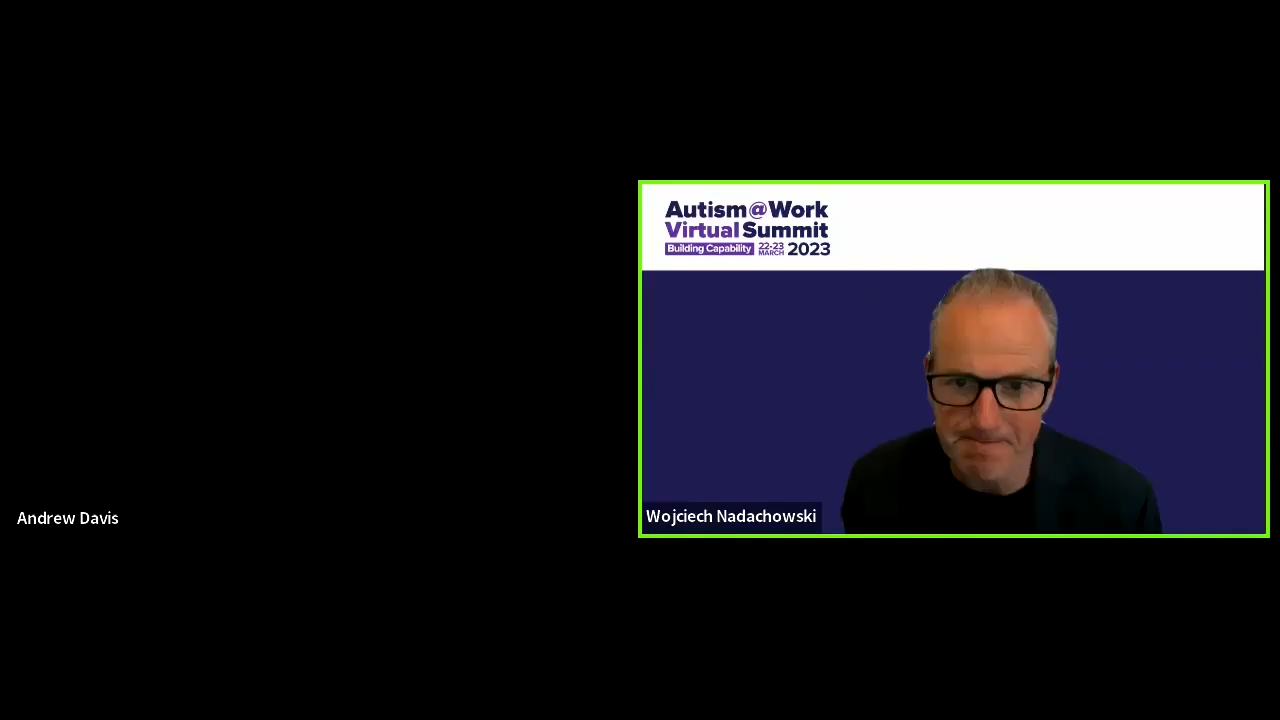 Autism@Work
Virtual Summit
Building Capability 22-23 MARCH 2023
Andrew Davis
Wojciech Nadachowski